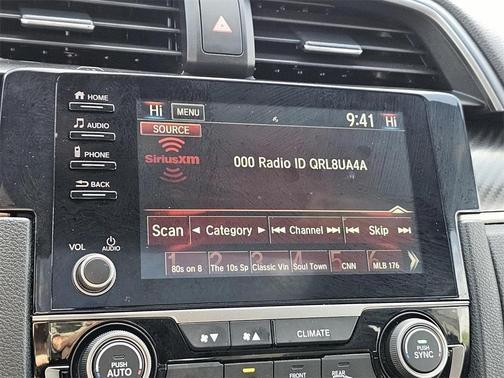 HOME
AUDIO
PHONE
BACK
VOL
AUDIO
Hi MENU 9:41 Hi
SOURCE
SiriusXM
000 Radio ID QRL8UA4A
Scan Category Channel Skip
1 2 3 4 5 6
80s on 8 The 10s Sp Classic Vin Soul Town CNN MLB 176
CLIMATE
PUSH AUTO
PUSH SYNC
FRONT
REAR